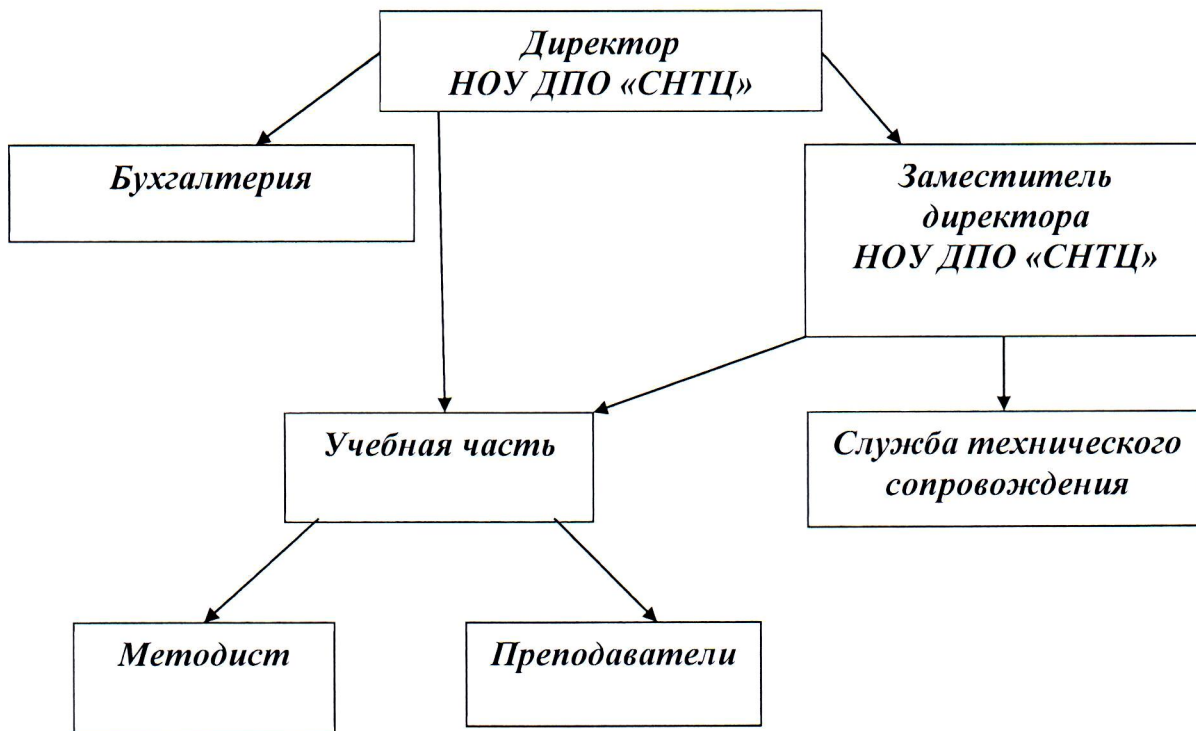 Директор
НОУ ДПО «СНТЦ»
Бухгалтерия
Заместитель
директора
НОУ ДПО «СНТЦ»
Учебная часть
Служба технического
сопровождения
Методист
Преподаватели